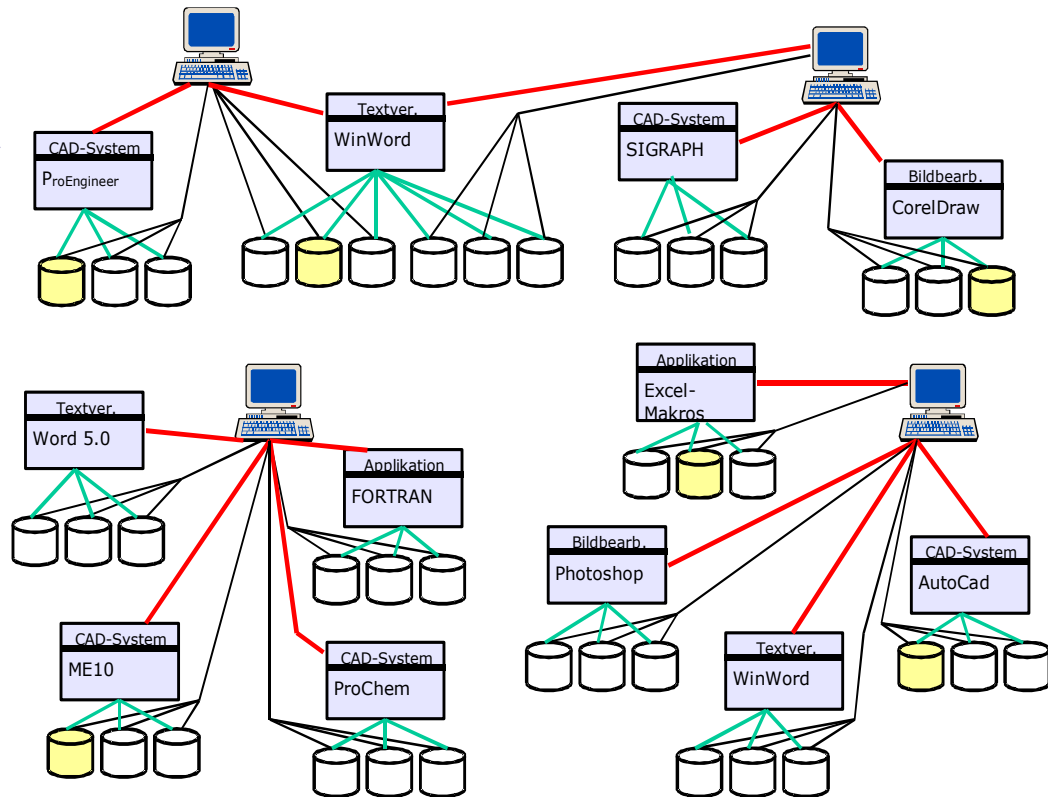 Textver.
WinWord
CAD-System
ProEngineer
CAD-System
SIGRAPH
Bildbearb.
CorelDraw
Textver.
Word 5.0
Applikation
FORTRAN
CAD-System
ME10
CAD-System
ProChem
Applikation
Excel-
Makros
Bildbearb.
Photoshop
CAD-System
AutoCad
Textver.
WinWord